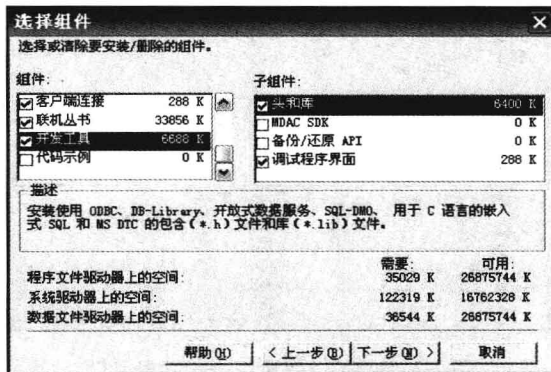 选择组件
选择或清除要安装/删除的组件。
组件:
子组件:
客户端连接 288 K
联机丛书 33856 K
开发工具 6688 K
代码示例 0 K
头和库 6400 K
MDAC SDK 0 K
备份/还原 API 0 K
调试程序界面 288 K
描述
安装使用 ODBC、DB-Library、开放式数据服务、SQL-DMO、 用于 C 语言的嵌入
式 SQL 和 MS DTC 的包含(*.h)文件和库(*.lib)文件。
需要: 可用:
程序文件驱动器上的空间: 35029 K 26875744 K
系统驱动器上的空间: 122319 K 16762328 K
数据文件驱动器上的空间: 36544 K 26875744 K
帮助(H) < 上一步(B) 下一步(N) > 取消